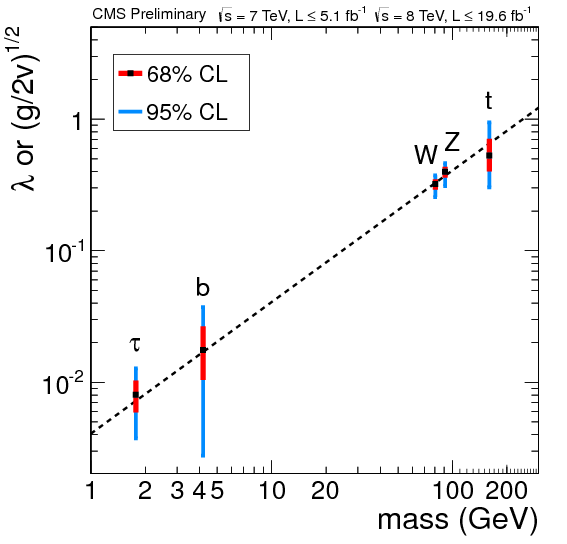 CMS Preliminary √s = 7 TeV, L ≤ 5.1 fb⁻¹ √s = 8 TeV, L ≤ 19.6 fb⁻¹
λ or (g/2v)^1/2
68% CL
95% CL
t
W Z
b
τ
1
10⁻¹
10⁻²
1 2 3 4 5 10 20 100 200
mass (GeV)